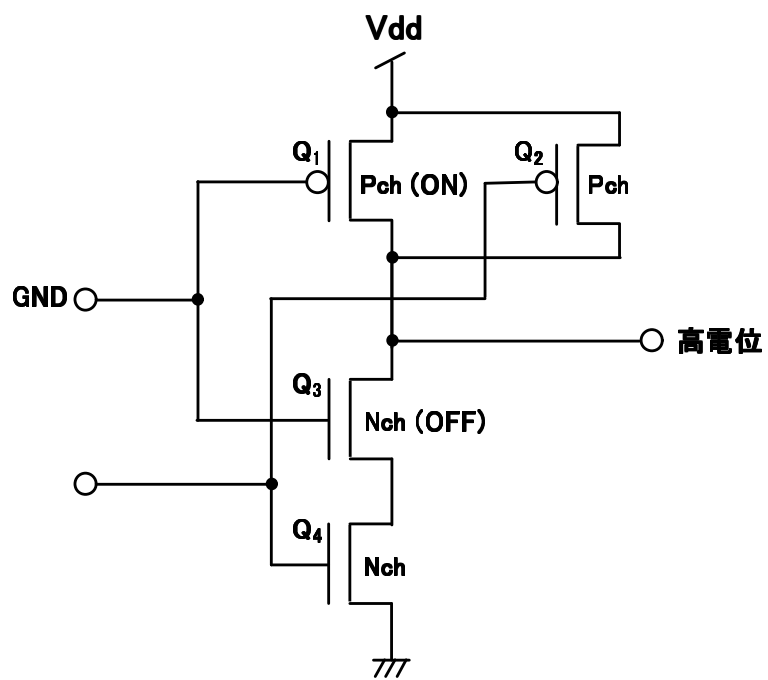 Vdd
Q1
Pch (ON)
Q2
Pch
GND
高電位
Q3
Nch (OFF)
Q4
Nch